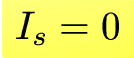 I_s = 0